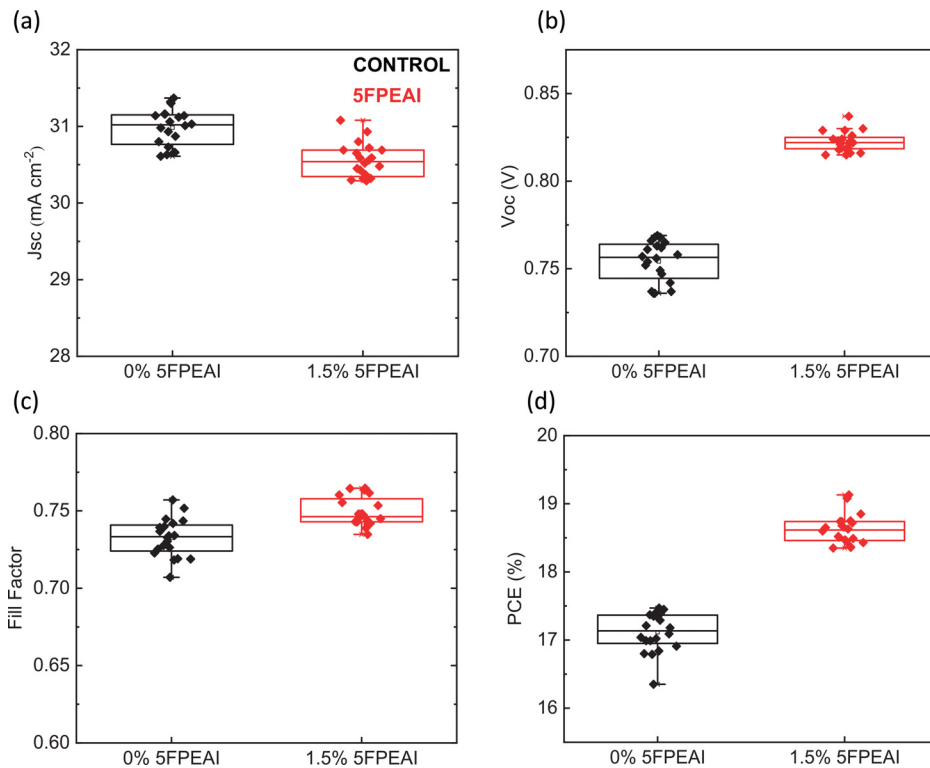 (a)
32
31
30
29
28
Jsc (mA cm⁻²)
CONTROL
5FPEAI
0% 5FPEAI
1.5% 5FPEAI
(b)
0.85
0.80
0.75
0.70
Voc (V)
0% 5FPEAI
1.5% 5FPEAI
(c)
0.80
0.75
0.70
0.65
0.60
Fill Factor
0% 5FPEAI
1.5% 5FPEAI
(d)
20
19
18
17
16
PCE (%)
0% 5FPEAI
1.5% 5FPEAI